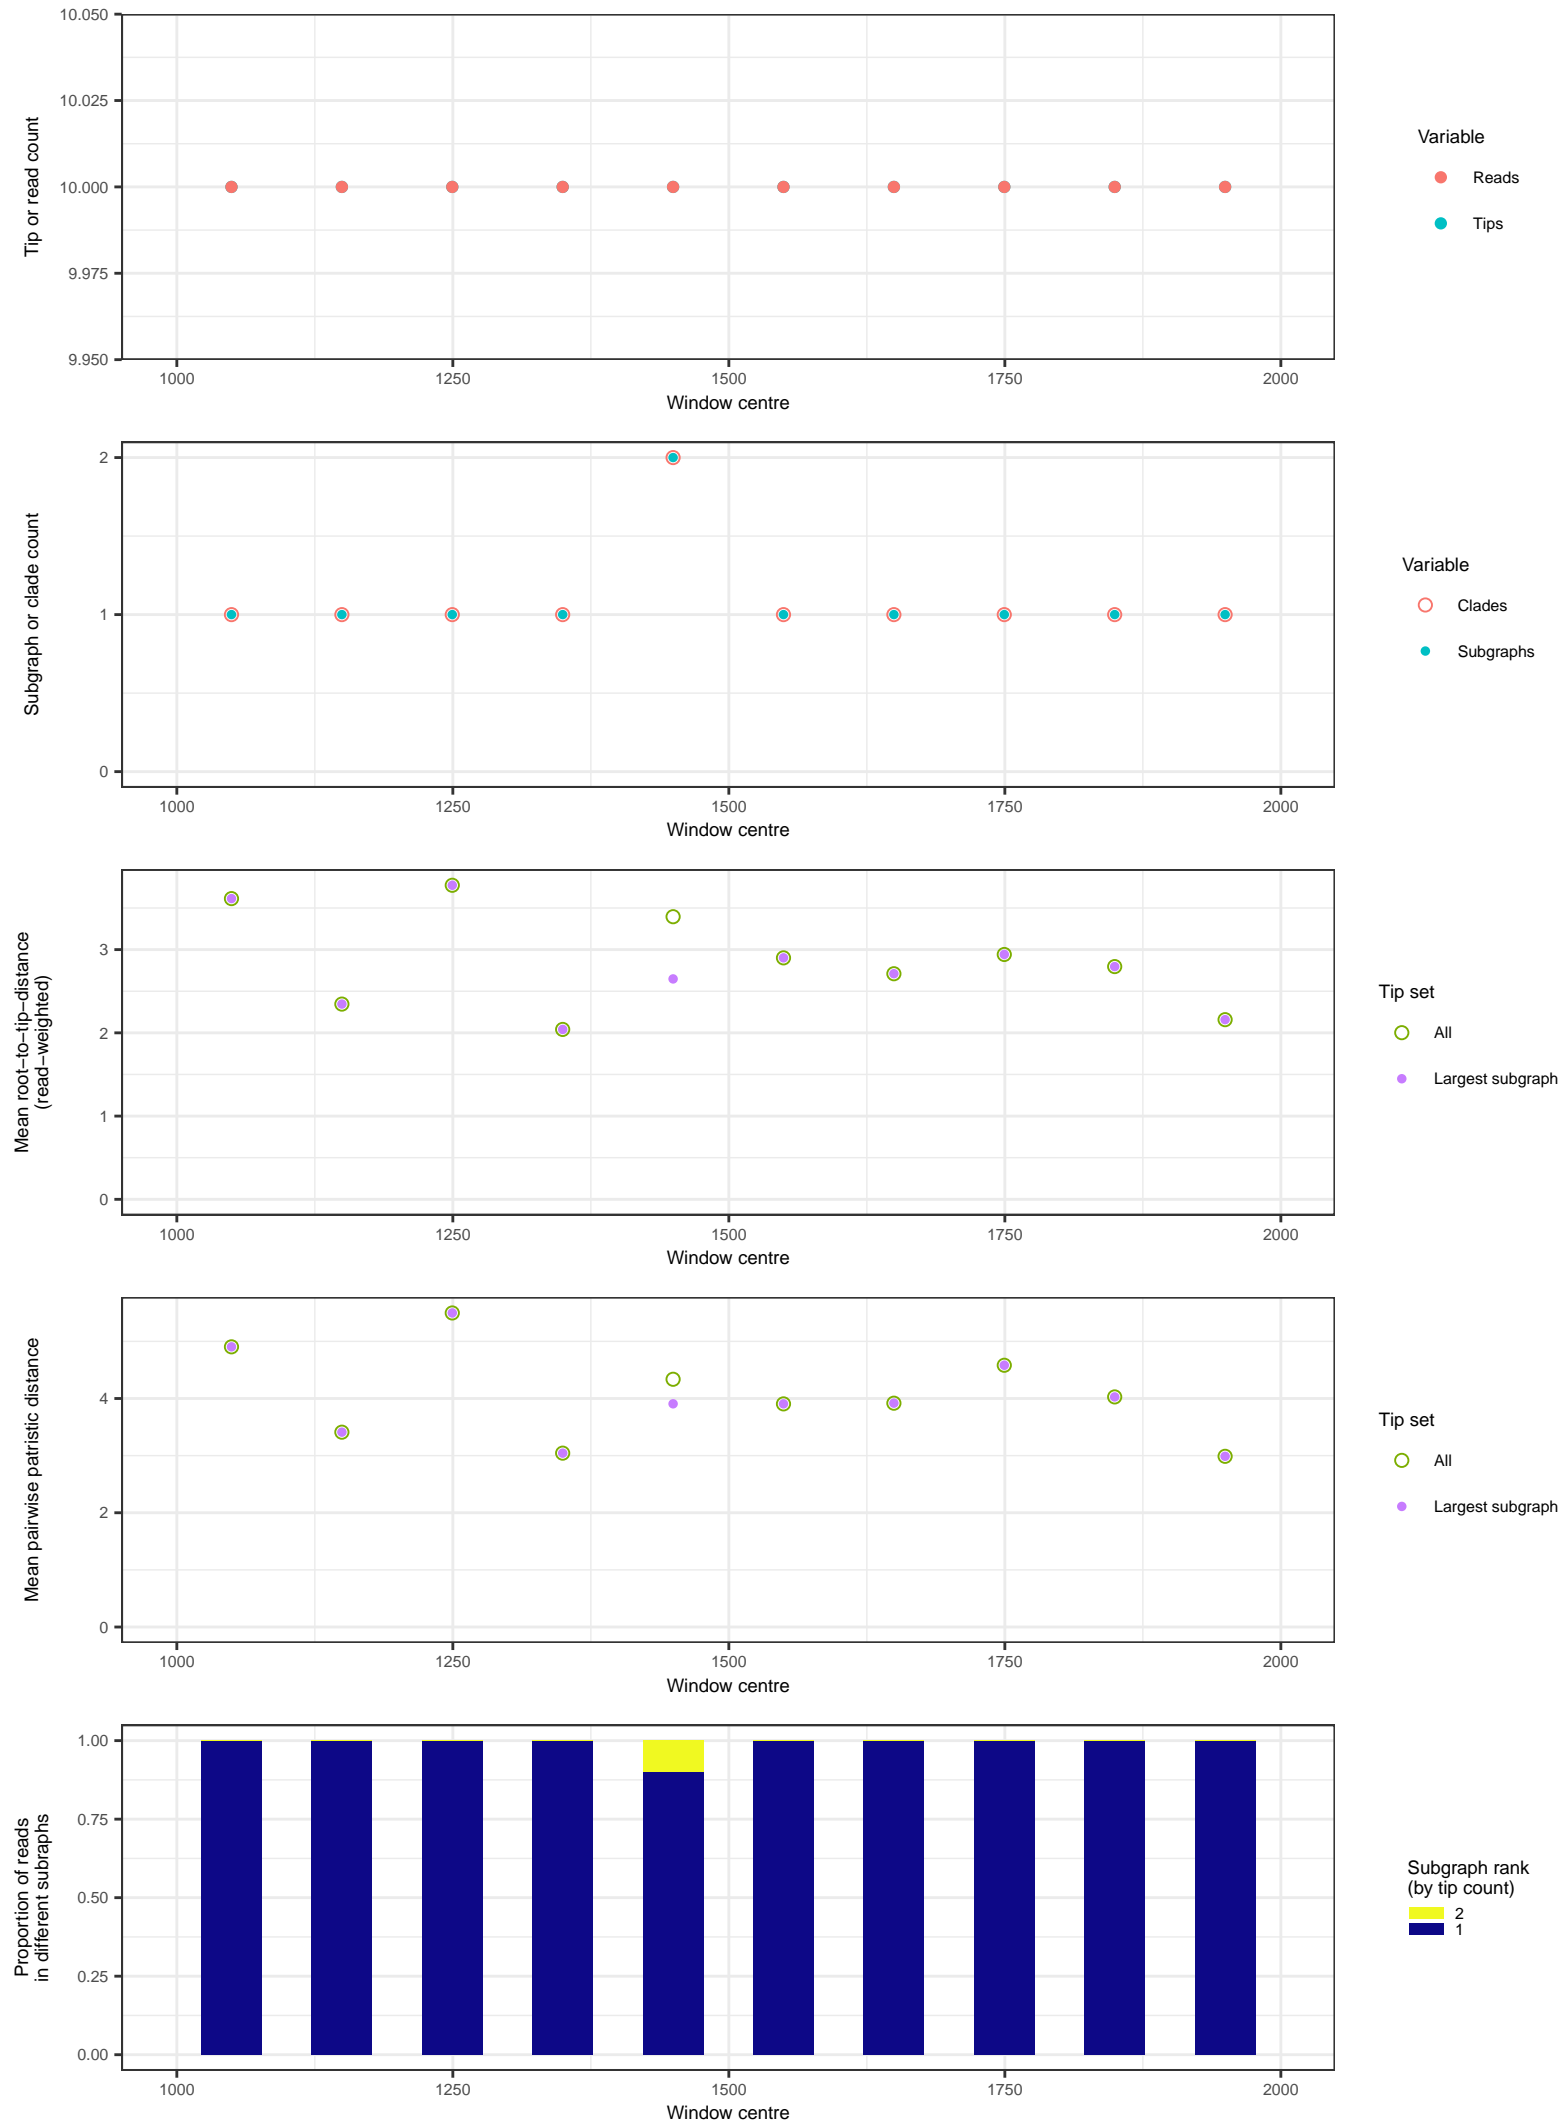 10.050
10.025
10.000
9.975
9.950
Tip or read count
1000 1250 1500 1750 2000
Window centre
Variable
Reads
Tips
2
1
0
Subgraph or clade count
1000 1250 1500 1750 2000
Window centre
Variable
Clades
Subgraphs
3
2
1
0
Mean root−to−tip−distance
(read−weighted)
1000 1250 1500 1750 2000
Window centre
Tip set
All
Largest subgraph
4
2
0
Mean pairwise patristic distance
1000 1250 1500 1750 2000
Window centre
Tip set
All
Largest subgraph
1.00
0.75
0.50
0.25
0.00
Proportion of reads
in different subraphs
1000 1250 1500 1750 2000
Window centre
Subgraph rank
(by tip count)
2
1